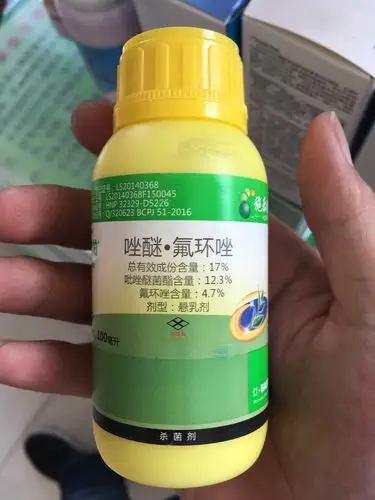 LS20140368
LS20140368F150045
HNP 32329-D5226
Q/320623 BCPJ 51-2016
唑醚·氟环唑
总有效成份含量：17%
吡唑醚菌酯含量：12.3%
氟环唑含量：4.7%
剂型：悬乳剂
100毫升
杀菌剂